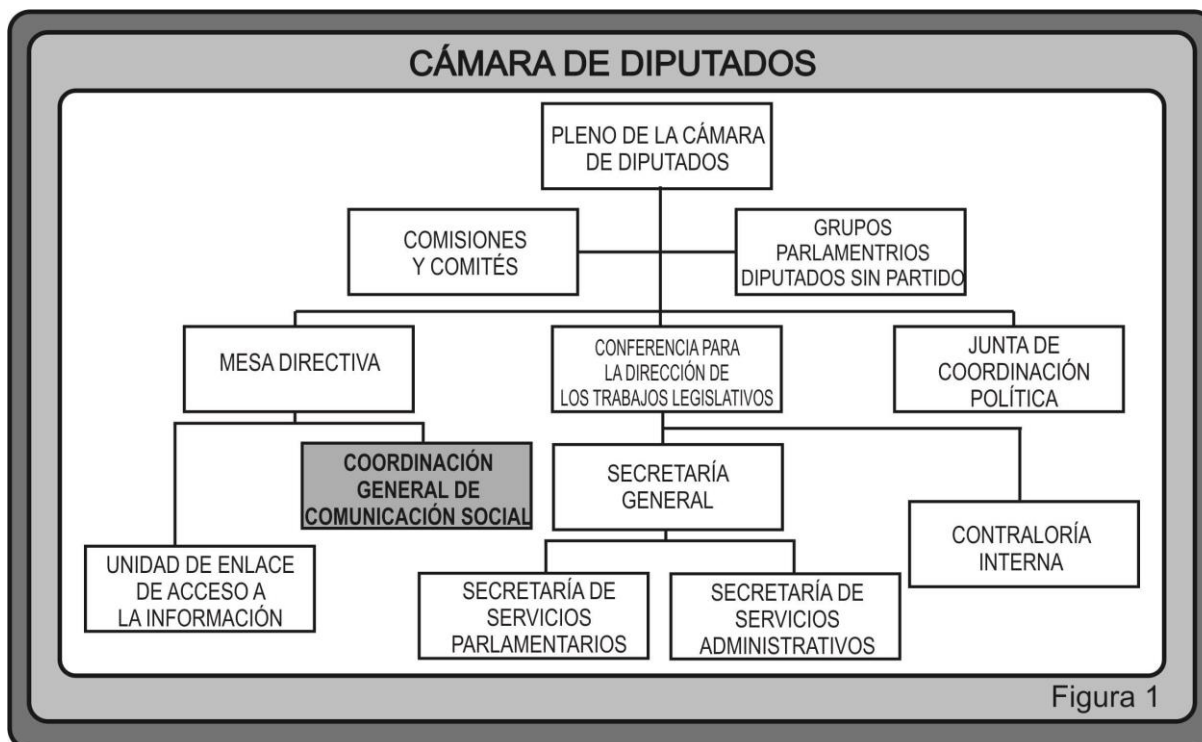 CÁMARA DE DIPUTADOS
PLENO DE LA CÁMARA
DE DIPUTADOS
COMISIONES
Y COMITÉS
GRUPOS
PARLAMENTRIOS
DIPUTADOS SIN PARTIDO
MESA DIRECTIVA
CONFERENCIA PARA
LA DIRECCIÓN DE
LOS TRABAJOS LEGISLATIVOS
JUNTA DE
COORDINACIÓN
POLÍTICA
COORDINACIÓN
GENERAL DE
COMUNICACIÓN SOCIAL
SECRETARÍA
GENERAL
CONTRALORÍA
INTERNA
UNIDAD DE ENLACE
DE ACCESO A
LA INFORMACIÓN
SECRETARÍA DE
SERVICIOS
PARLAMENTARIOS
SECRETARÍA DE
SERVICIOS
ADMINISTRATIVOS
Figura 1